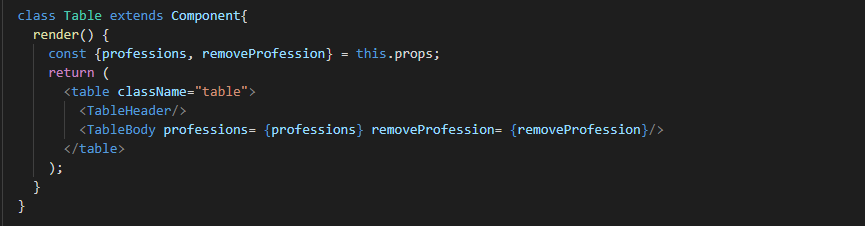 class Table extends Component{
render() {
const {professions, removeProfession} = this.props;
return (
<table className="table">
<TableHeader/>
<TableBody professions= {professions} removeProfession= {removeProfession}/>
</table>
);
}
}